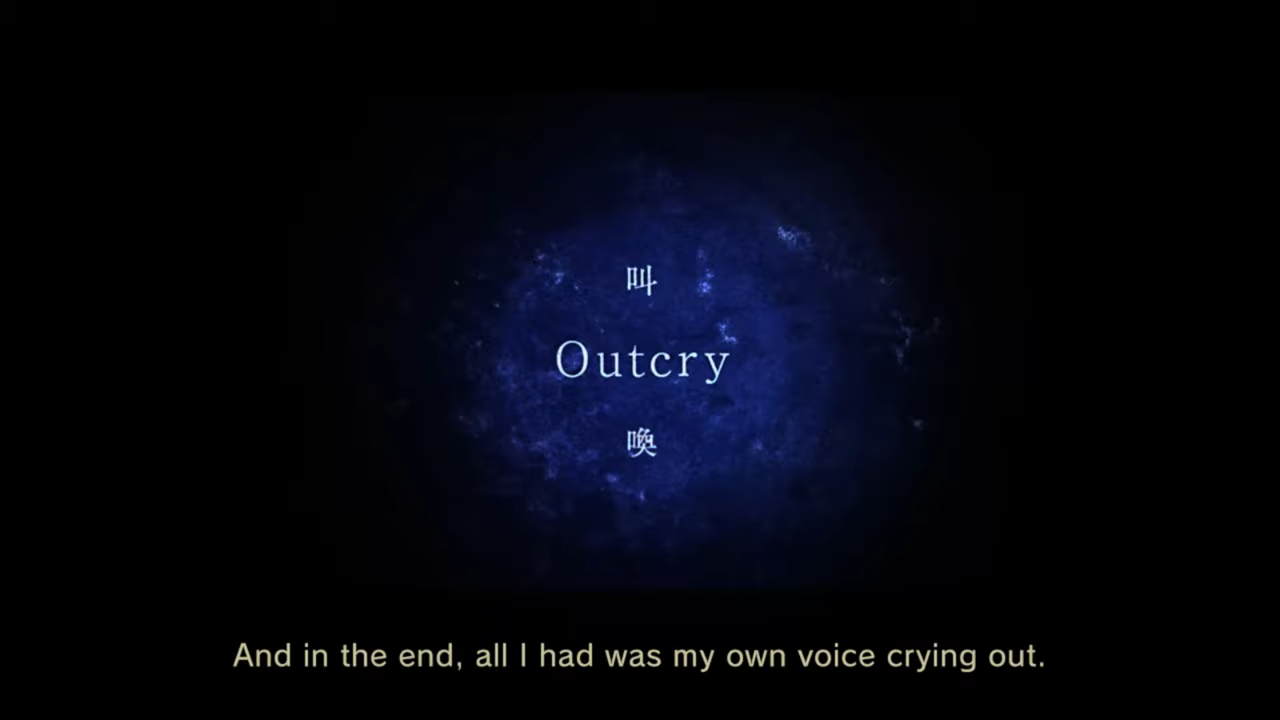 叫
Outcry
喚
And in the end, all I had was my own voice crying out.